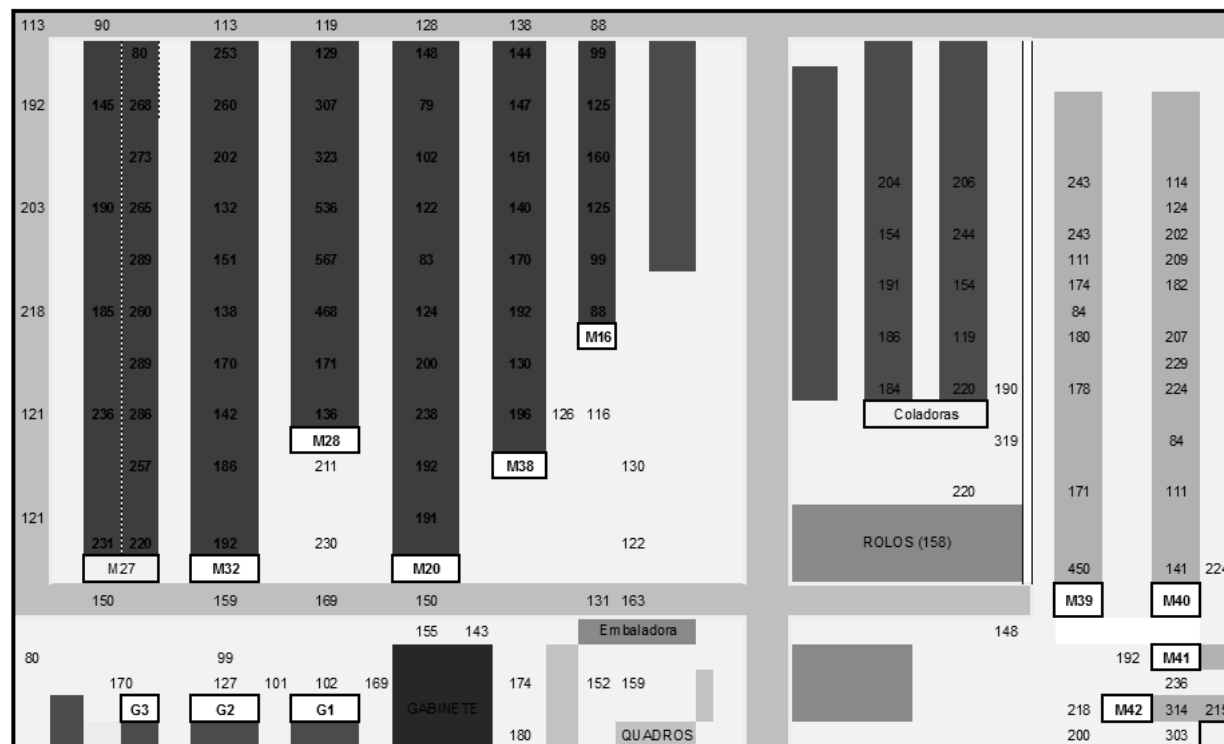 113 90 113 119 128 138 88
80 253 129 148 144 99
192 145 268 260 307 79 147 125
273 202 323 102 151 160
204 206 243 114
203 190 265 132 536 122 140 125 124
154 244 243 202
289 151 567 83 170 99 111 209
191 154 174 182
218 185 260 138 468 124 192 88 84
M16 186 119 180 207
289 170 171 200 130 229
184 220 190 178 224
121 236 286 142 136 238 196 126 116 Coladoras
M28 319 84
257 186 211 192 M38 130
220 171 111
121 191
231 220 192 230 122 ROLOS (158)
M27 M32 M20 450 141 224
150 159 169 150 131 163 M39 M40
155 143 Embaladora 148
80 99 192 M41
170 127 101 102 169 174 152 159 236
G3 G2 G1 GABINETE 218 M42 314 215
180 QUADROS 200 303